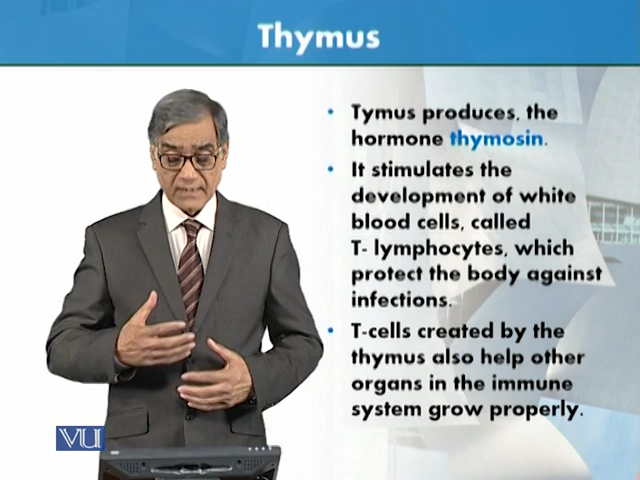 Thymus
• Tymus produces, the
hormone thymosin.
• It stimulates the
development of white
blood cells, called
T- lymphocytes, which
protect the body against
infections.
• T-cells created by the
thymus also help other
organs in the immune
system grow properly.
VU